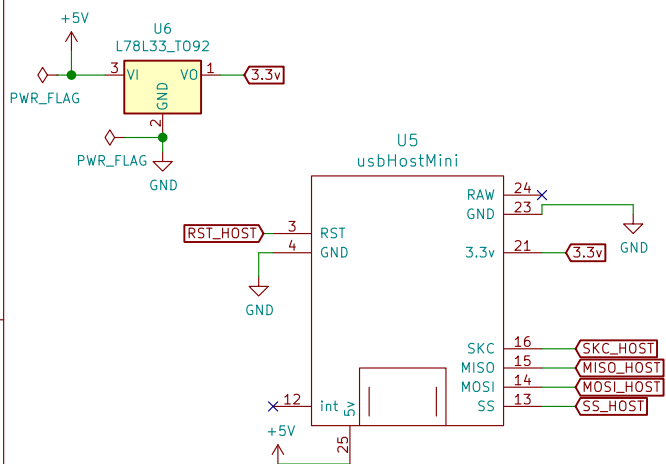 +5V
U6
L78L33_TO92
3 VI VO 1 3.3v
GND
2
PWR_FLAG
PWR_FLAG
GND
U5
usbHostMini
RAW 24
GND 23
RST_HOST 3 RST
4 GND
3.3v 21 3.3v
GND
GND
SKC 16 SKC_HOST
MISO 15 MISO_HOST
MOSI 14 MOSI_HOST
SS 13 SS_HOST
12 int
5v
25
+5V